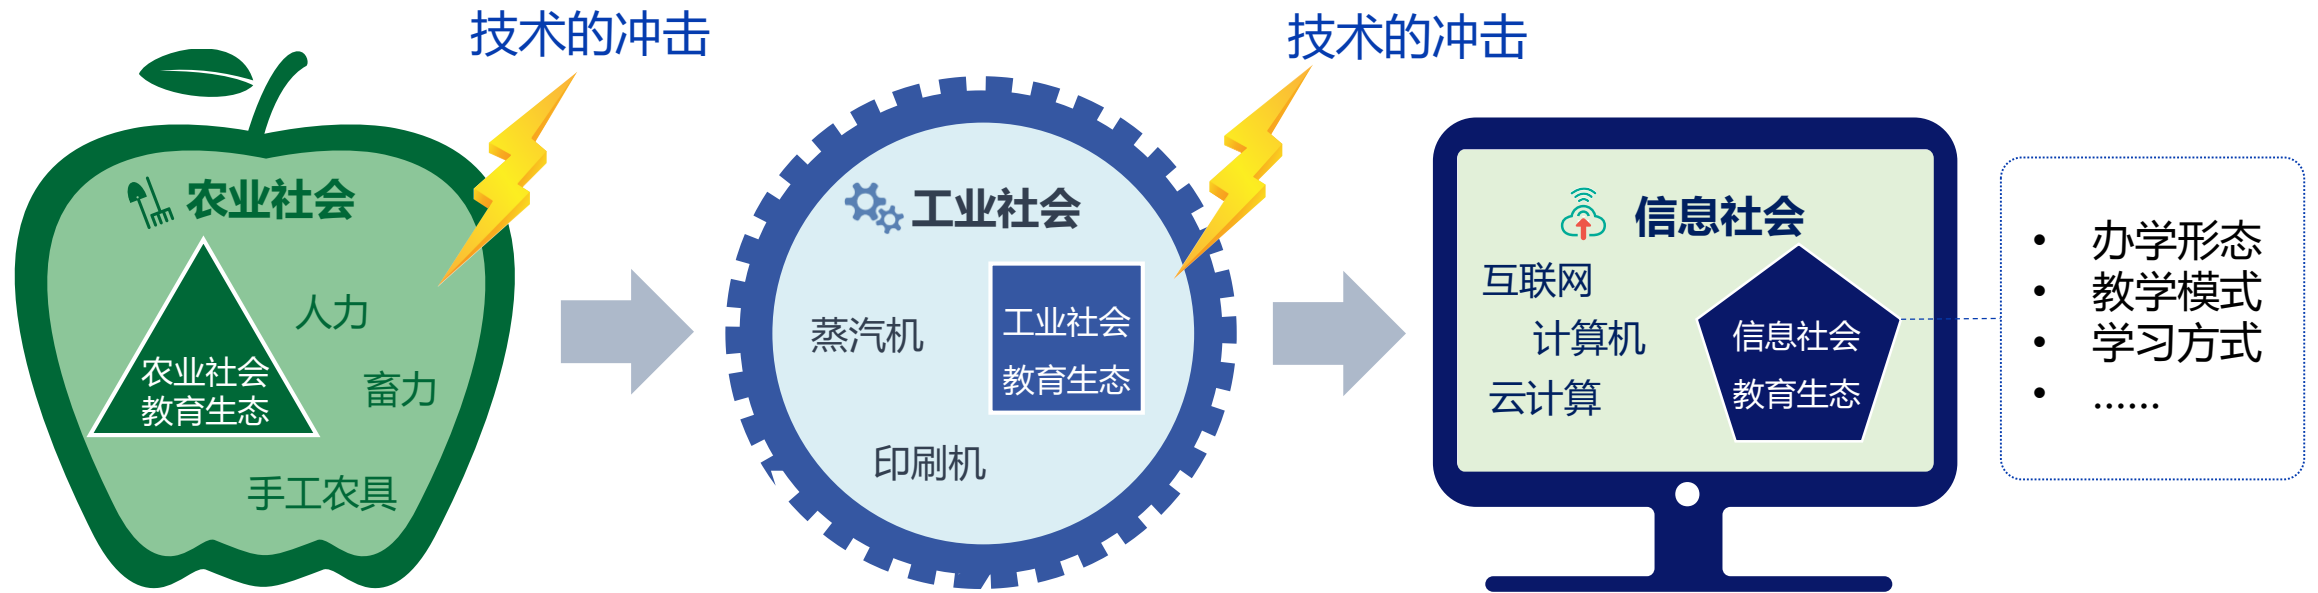 技术的冲击
技术的冲击
农业社会
人力
农业社会
教育生态
畜力
手工农具
工业社会
蒸汽机
工业社会
教育生态
印刷机
信息社会
互联网
计算机
云计算
信息社会
教育生态
• 办学形态
• 教学模式
• 学习方式
• ……